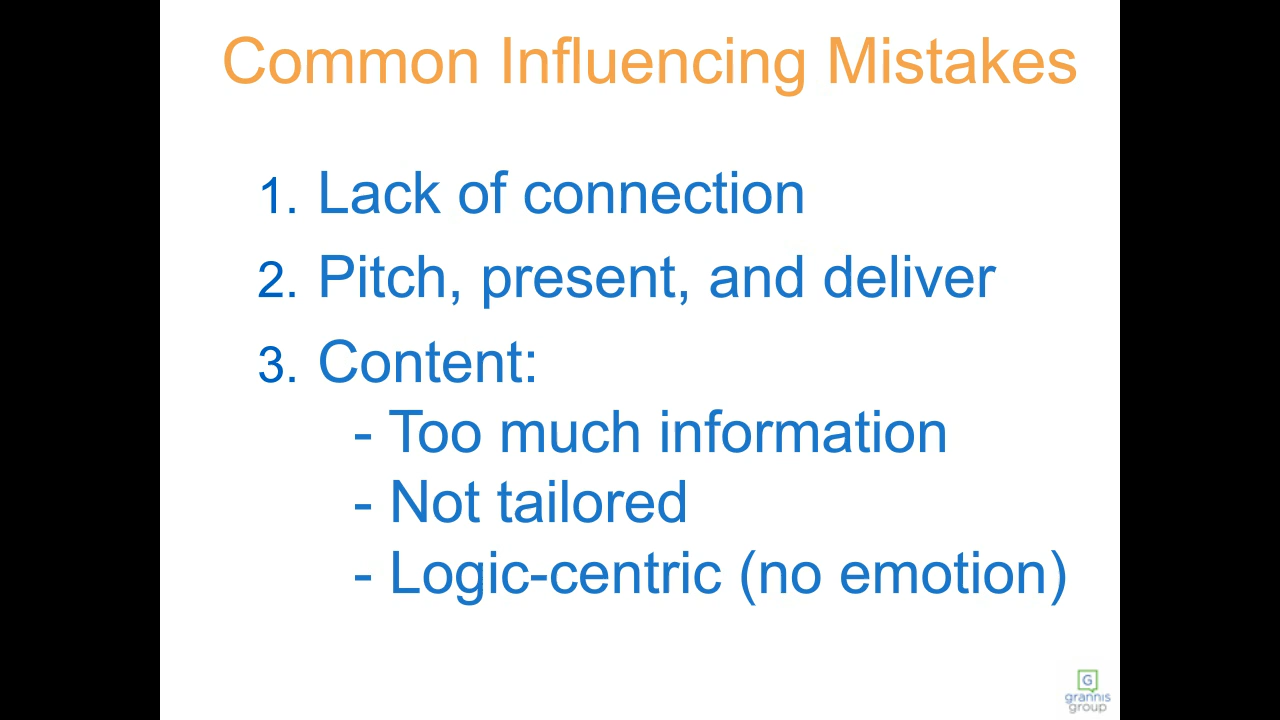 Common Influencing Mistakes
1. Lack of connection
2. Pitch, present, and deliver
3. Content:
- Too much information
- Not tailored
- Logic-centric (no emotion)
G
grannis
group